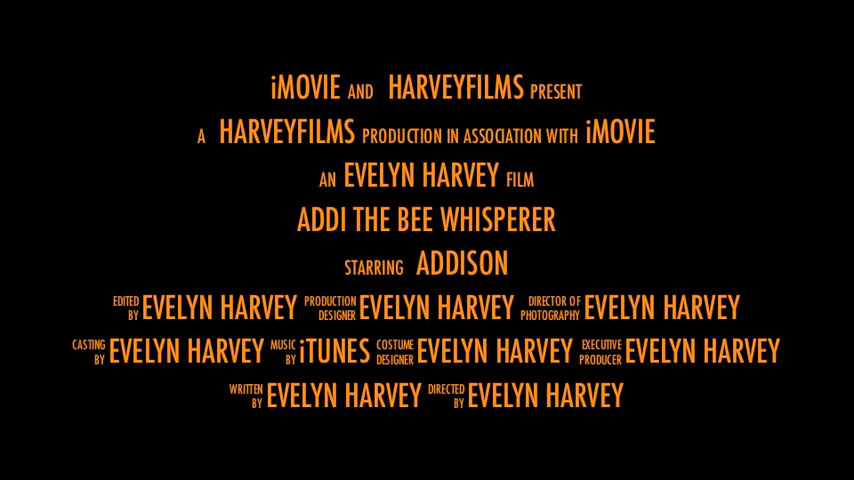 iMOVIE AND HARVEYFILMS PRESENT
A HARVEYFILMS PRODUCTION IN ASSOCIATION WITH iMOVIE
AN EVELYN HARVEY FILM
ADDI THE BEE WHISPERER
STARRING ADDISON
EDITED BY EVELYN HARVEY PRODUCTION DESIGNER EVELYN HARVEY DIRECTOR OF PHOTOGRAPHY EVELYN HARVEY
CASTING BY EVELYN HARVEY MUSIC BY iTUNES COSTUME DESIGNER EVELYN HARVEY EXECUTIVE PRODUCER EVELYN HARVEY
WRITTEN BY EVELYN HARVEY DIRECTED BY EVELYN HARVEY